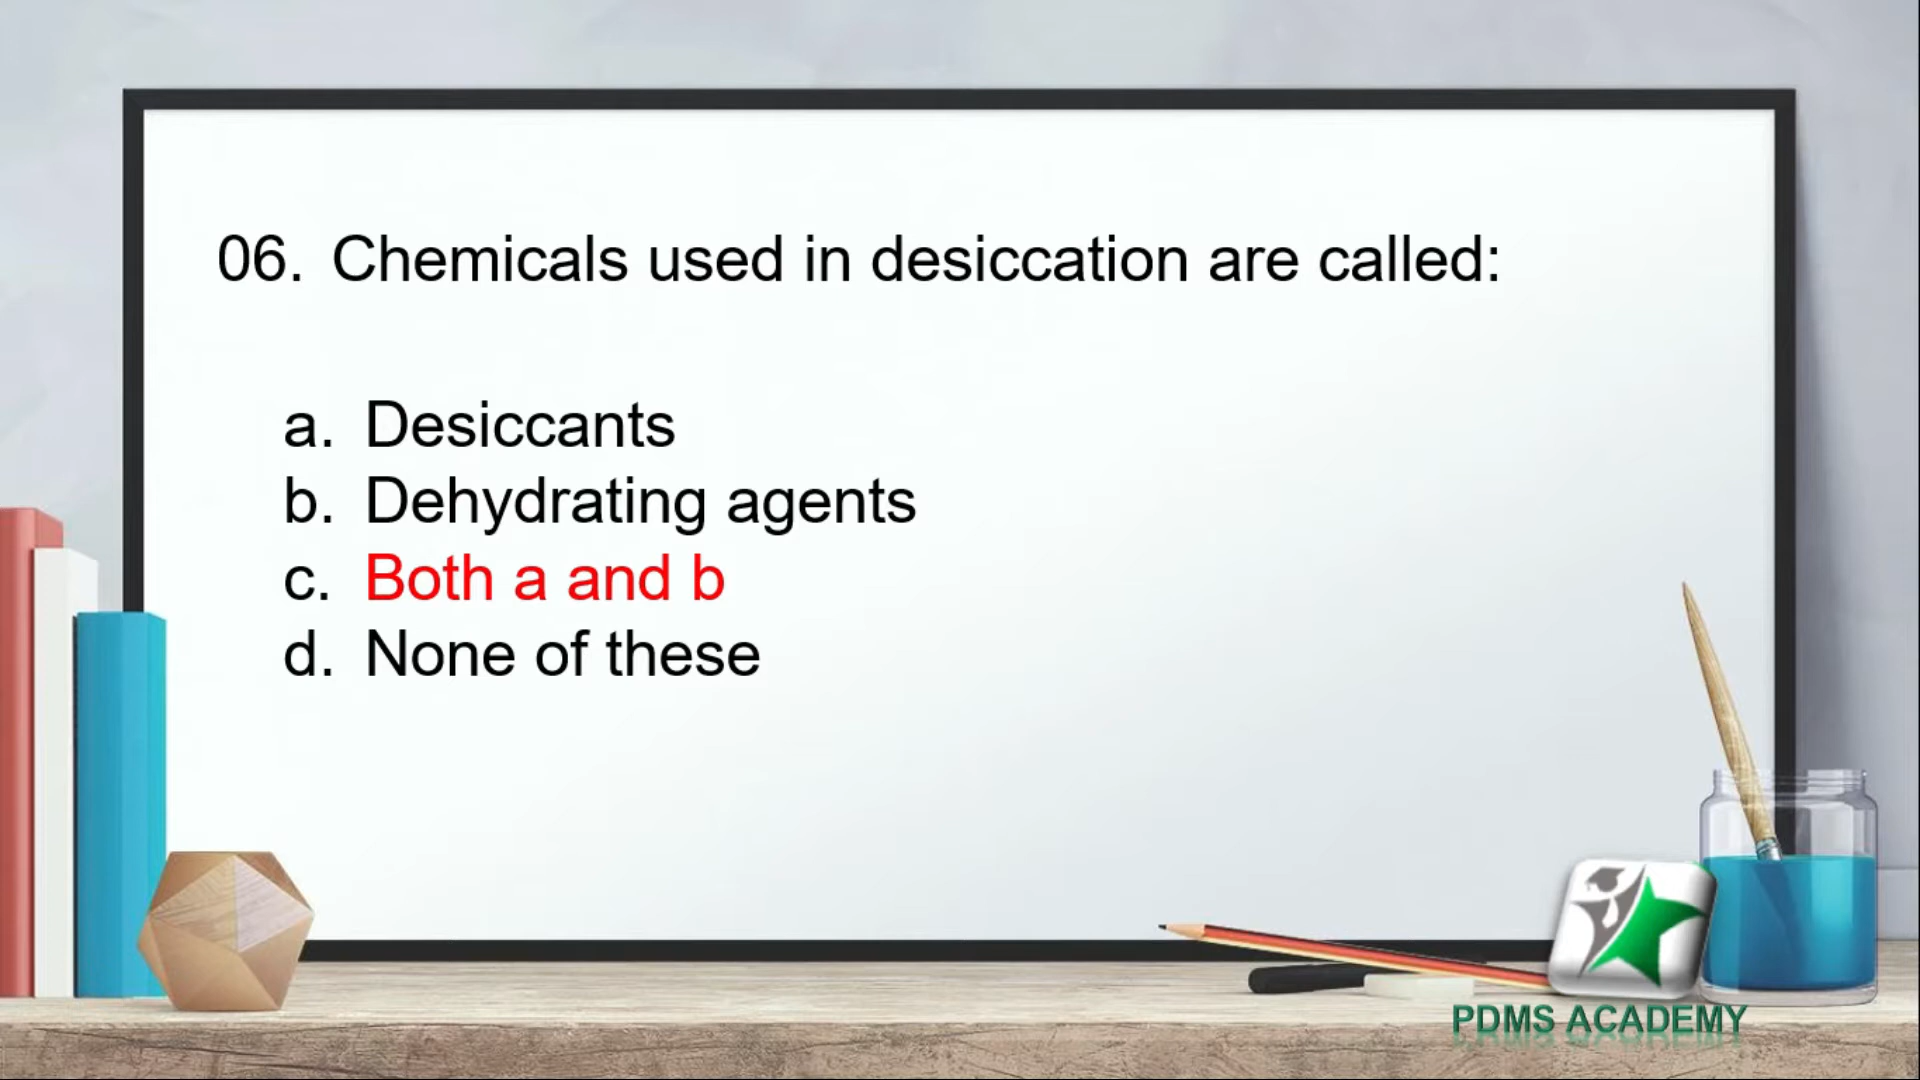 06. Chemicals used in desiccation are called:
a. Desiccants
b. Dehydrating agents
c. Both a and b
d. None of these
PDMS ACADEMY